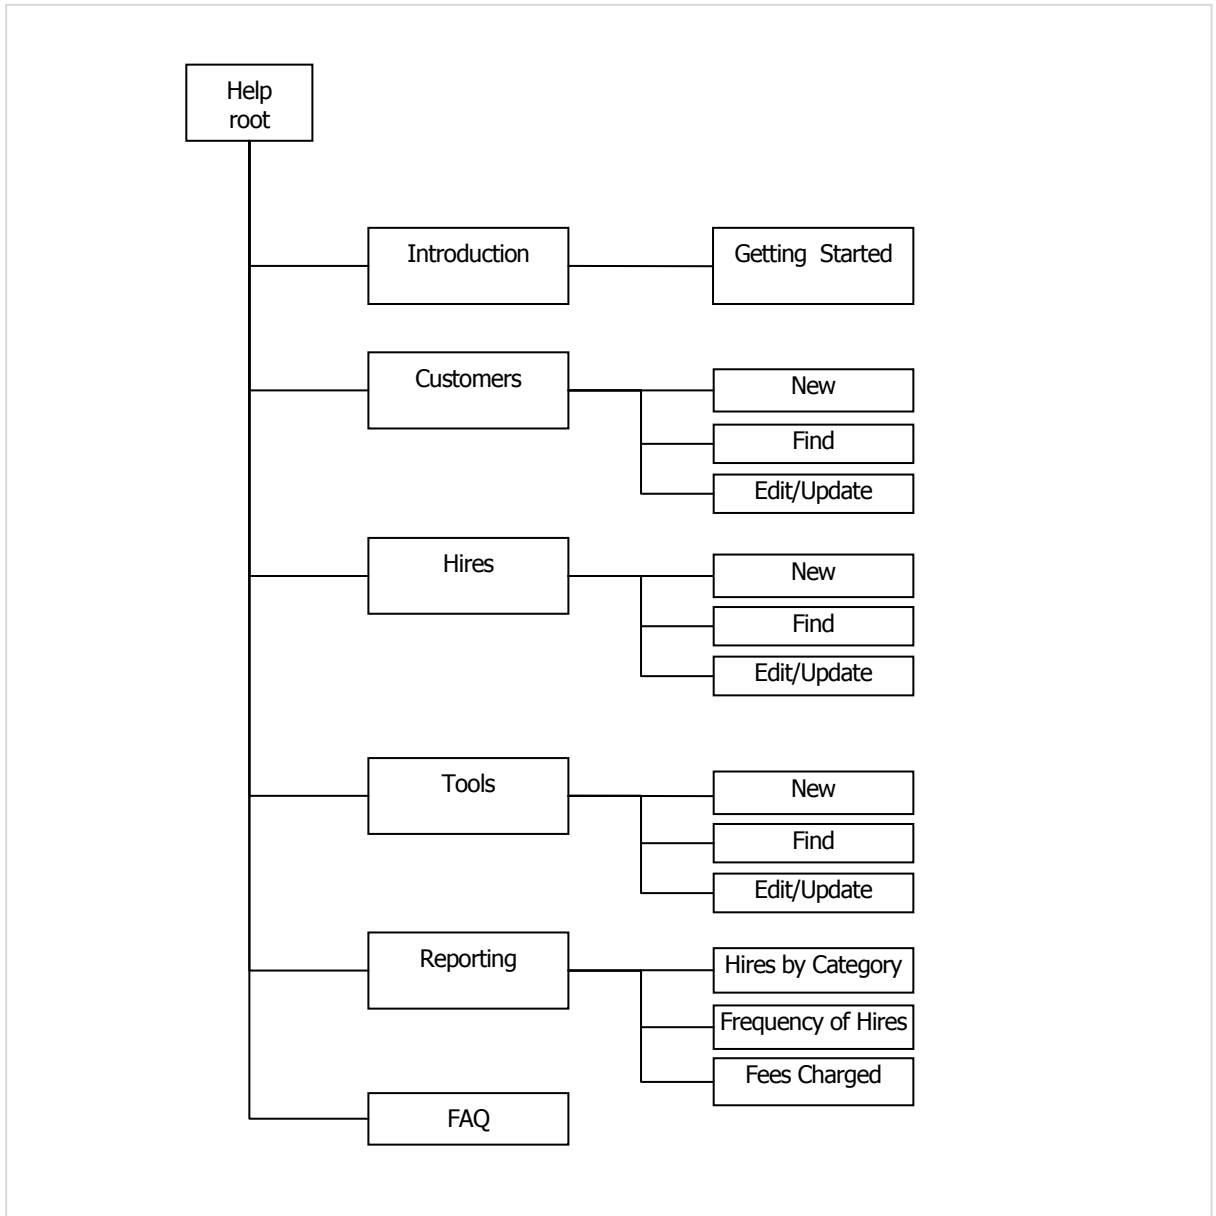 Help
root
Introduction
Getting Started
Customers
New
Find
Edit/Update
Hires
New
Find
Edit/Update
Tools
New
Find
Edit/Update
Reporting
Hires by Category
Frequency of Hires
Fees Charged
FAQ